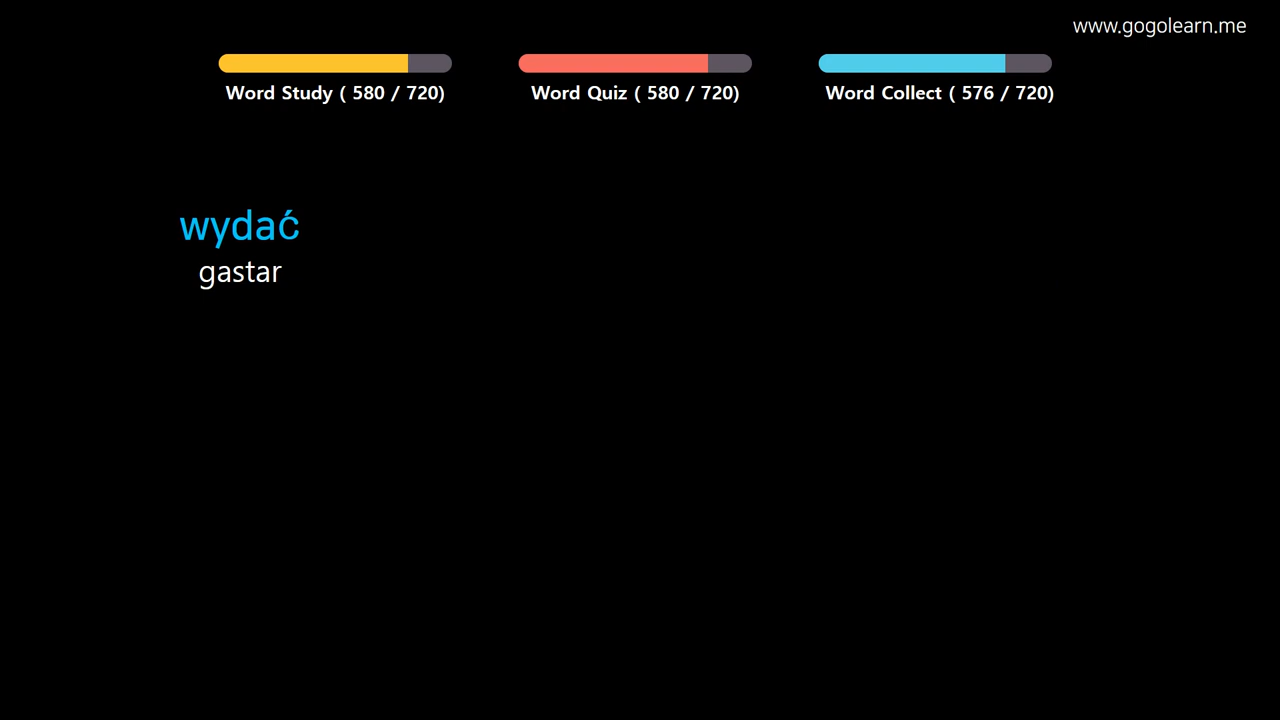 www.gogolearn.me
Word Study ( 580 / 720)
Word Quiz ( 580 / 720)
Word Collect ( 576 / 720)
wydać
gastar